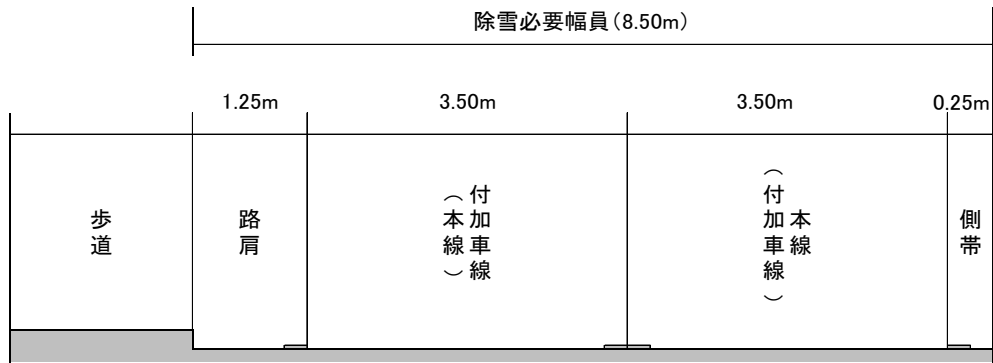 除雪必要幅員(8.50m)
1.25m
3.50m
3.50m
0.25m
歩道
路肩
付加車線
(本線)
本線
(付加車線)
側帯